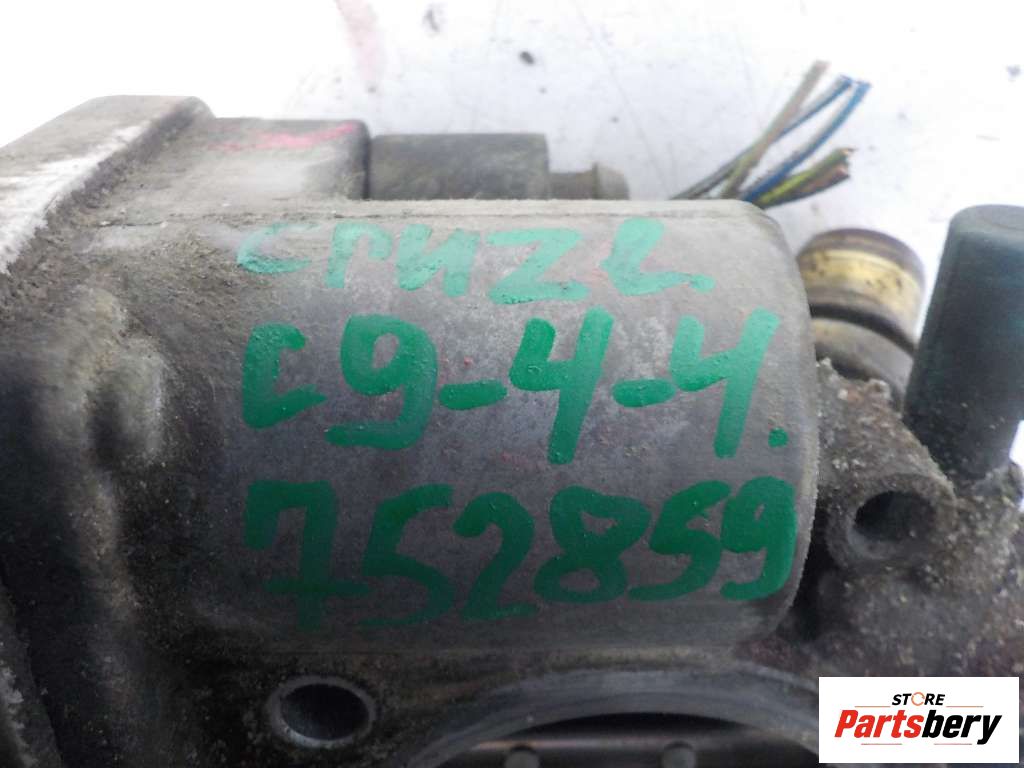 CRUZE
C9-4-4.
752859
STORE
Partsbery